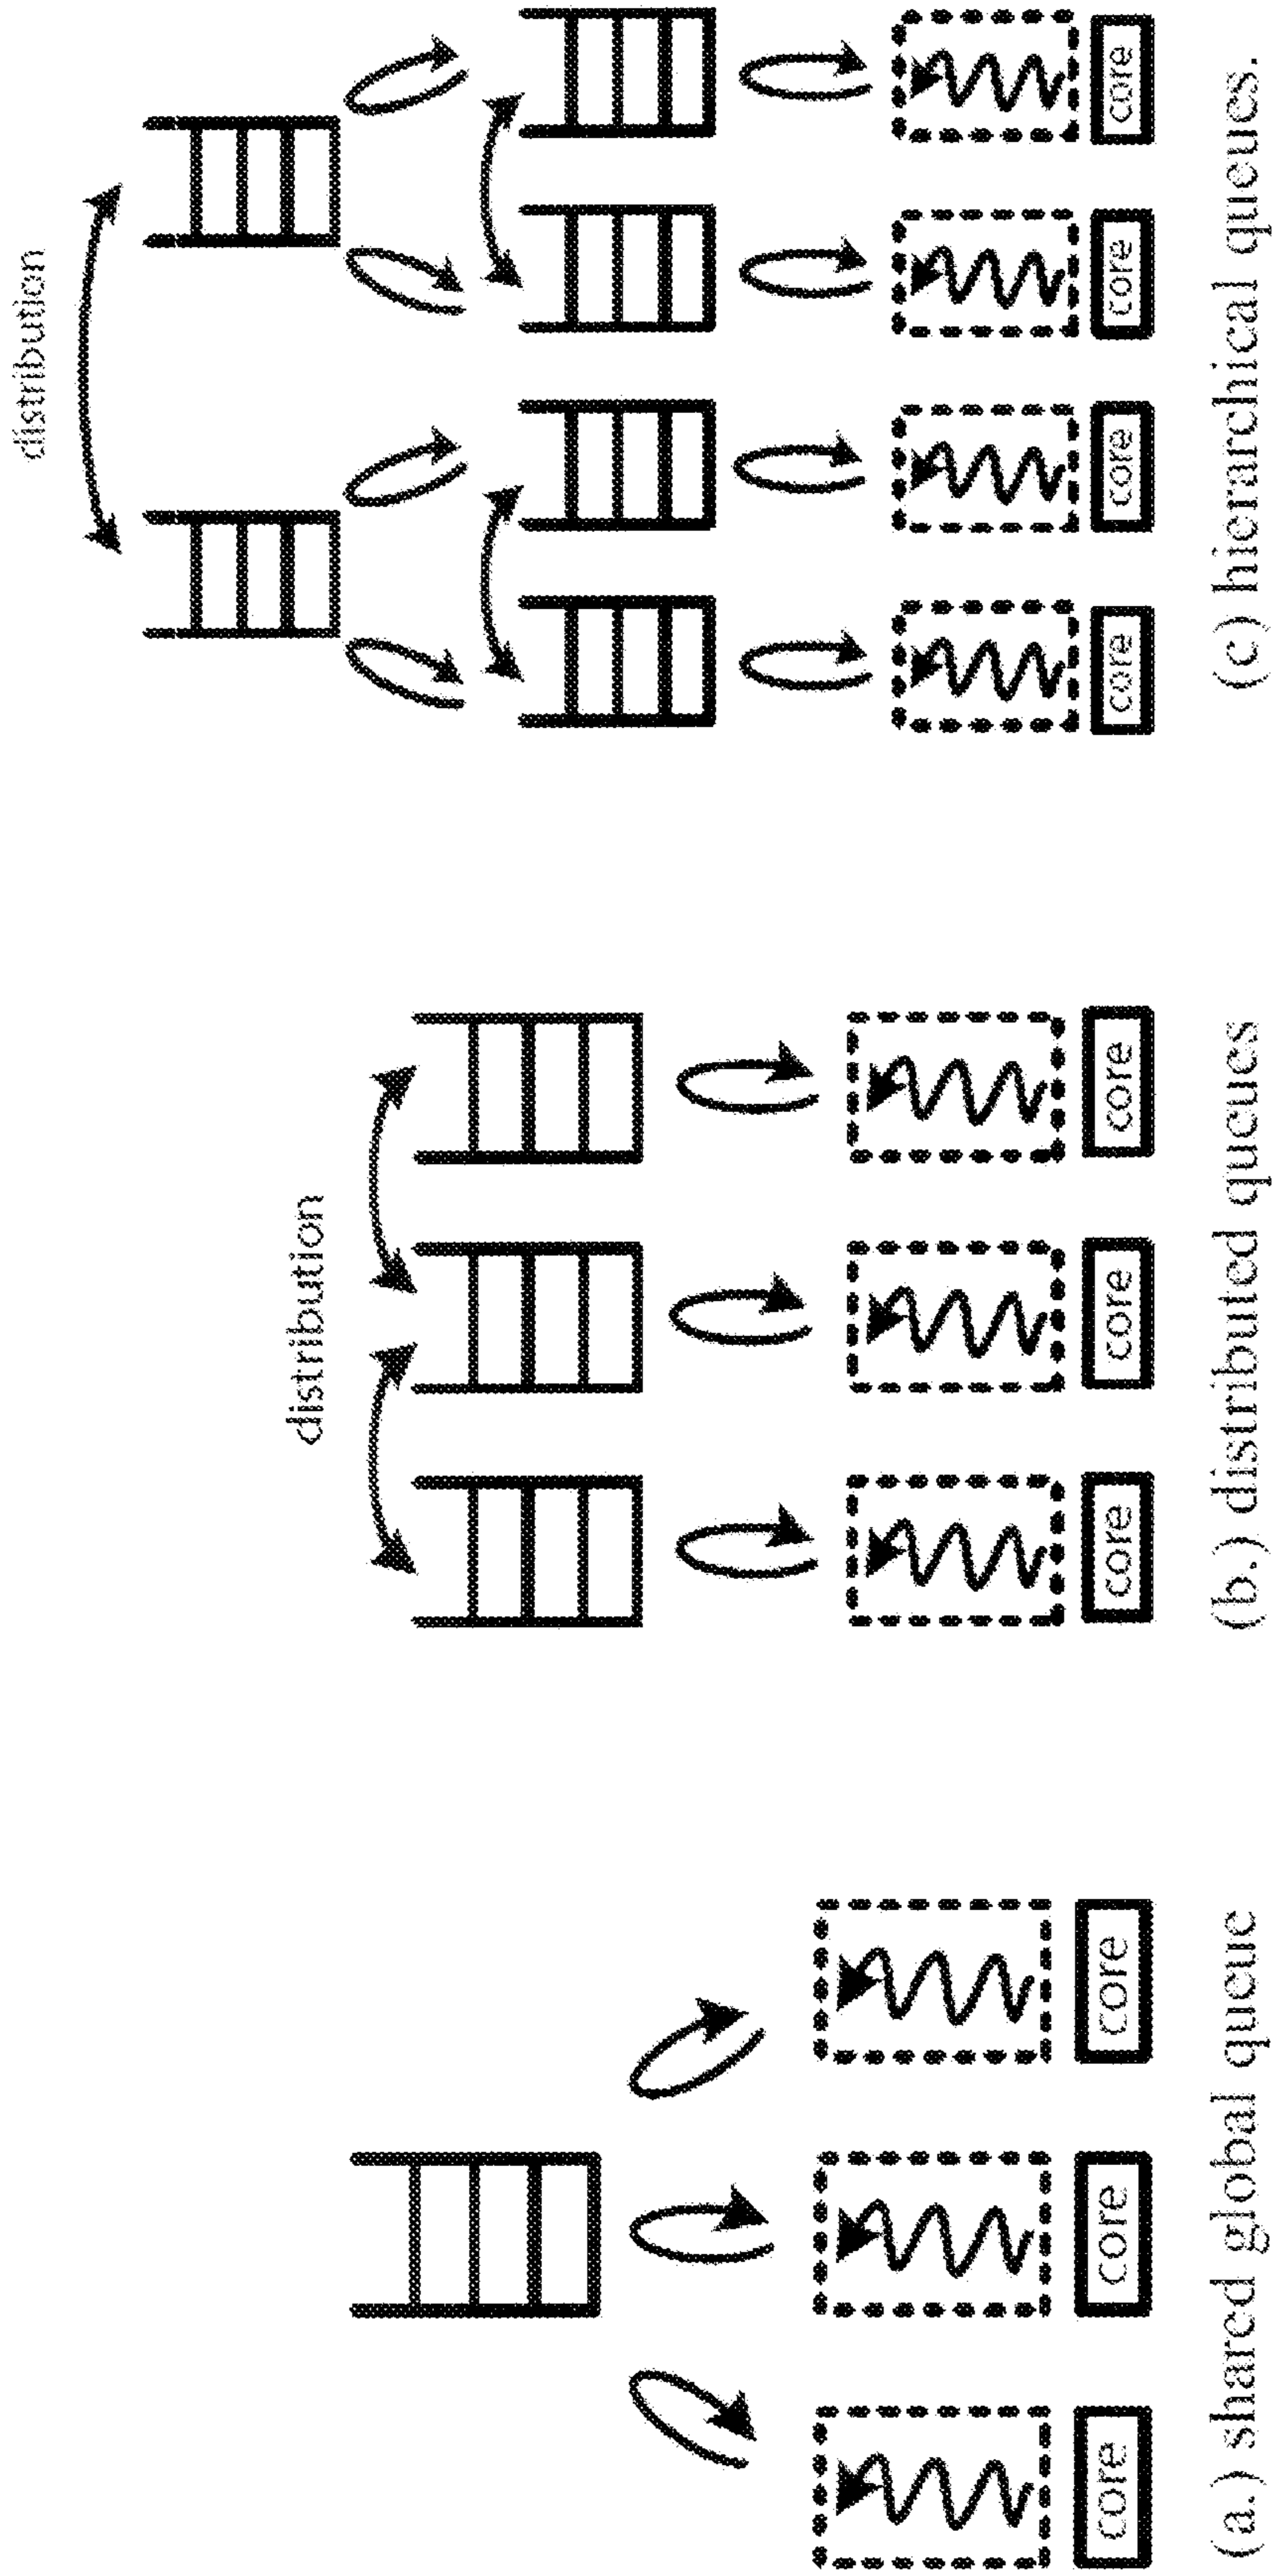 core
core
core
(a.) shared global queue
distribution
core
core
core
(b.) distributed queues
distribution
core
core
core
core
(c) hierarchical queues.